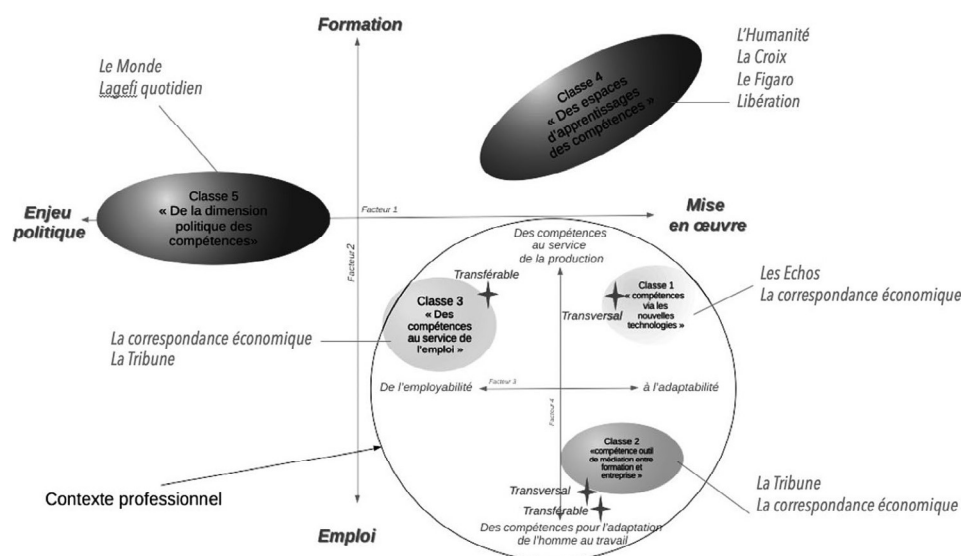 Formation
L'Humanité
La Croix
Le Figaro
Libération
Le Monde
Lagefi quotidien
Classe 4
« Des espaces
d'apprentissages
des compétences »
Classe 5
« De la dimension
politique des
compétences»
Enjeu
politique
Facteur 1
Mise
en œuvre
Facteur 2
Des compétences
au service
de la production
Transférable
Classe 3
« Des
compétences
au service de
l'emploi »
Classe 1
« compétences
via les
nouvelles
technologies »
Transversal
Les Echos
La correspondance économique
La correspondance économique
La Tribune
De l'employabilité
Facteur 3
à l'adaptabilité
Facteur 4
Classe 2
«compétence outil
de médiation entre
formation et
entreprise »
Transversal
Transférable
La Tribune
La correspondance économique
Contexte professionnel
Des compétences pour l'adaptation
de l'homme au travail
Emploi